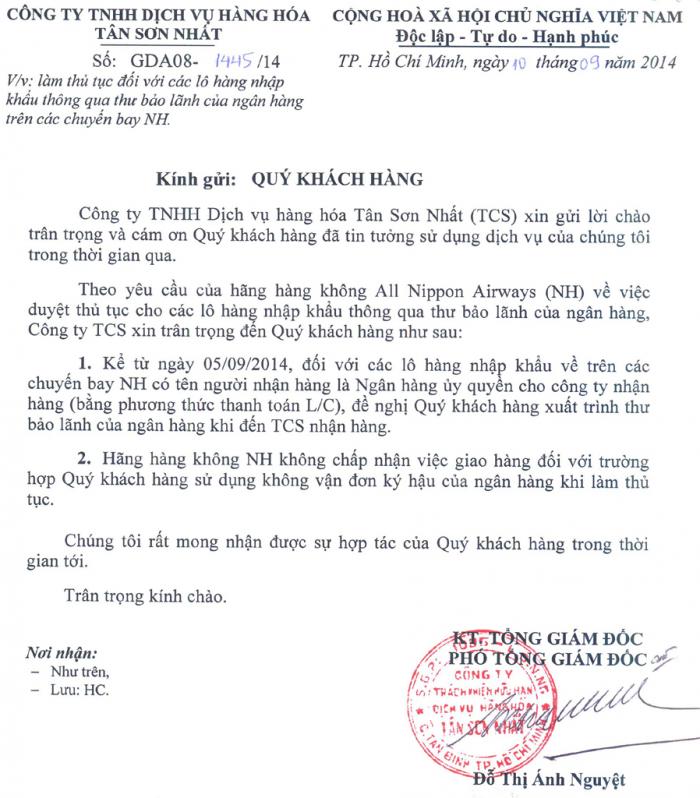 CÔNG TY TNHH DỊCH VỤ HÀNG HÓA
TÂN SƠN NHẤT
Số: GDA08- 1445 /14
V/v: làm thủ tục đối với các lô hàng nhập
khẩu thông qua thư bảo lãnh của ngân hàng
trên các chuyến bay NH.
CỘNG HOÀ XÃ HỘI CHỦ NGHĨA VIỆT NAM
Độc lập - Tự do - Hạnh phúc
TP. Hồ Chí Minh, ngày 10 tháng 09 năm 2014
Kính gửi: QUÝ KHÁCH HÀNG
Công ty TNHH Dịch vụ hàng hóa Tân Sơn Nhất (TCS) xin gửi lời chào
trân trọng và cám ơn Quý khách hàng đã tin tưởng sử dụng dịch vụ của chúng tôi
trong thời gian qua.
Theo yêu cầu của hãng hàng không All Nippon Airways (NH) về việc
duyệt thủ tục cho các lô hàng nhập khẩu thông qua thư bảo lãnh của ngân hàng,
Công ty TCS xin trân trọng đến Quý khách hàng như sau:
1. Kể từ ngày 05/09/2014, đối với các lô hàng nhập khẩu về trên các
chuyến bay NH có tên người nhận hàng là Ngân hàng ủy quyền cho công ty nhận
hàng (bằng phương thức thanh toán L/C), đề nghị Quý khách hàng xuất trình thư
bảo lãnh của ngân hàng khi đến TCS nhận hàng.
2. Hãng hàng không NH không chấp nhận việc giao hàng đối với trường
hợp Quý khách hàng sử dụng không vận đơn ký hậu của ngân hàng khi làm thủ
tục.
Chúng tôi rất mong nhận được sự hợp tác của Quý khách hàng trong thời
gian tới.
Trân trọng kính chào.
Nơi nhận:
– Như trên,
– Lưu: HC.
KT. TỔNG GIÁM ĐỐC
PHÓ TỔNG GIÁM ĐỐC
CÔNG TY
TRÁCH NHIỆM HỮU HẠN
DỊCH VỤ HÀNG HÓA
TÂN SƠN NHẤT
Q. TÂN BÌNH T.P. HỒ CHÍ MINH
Đỗ Thị Ánh Nguyệt